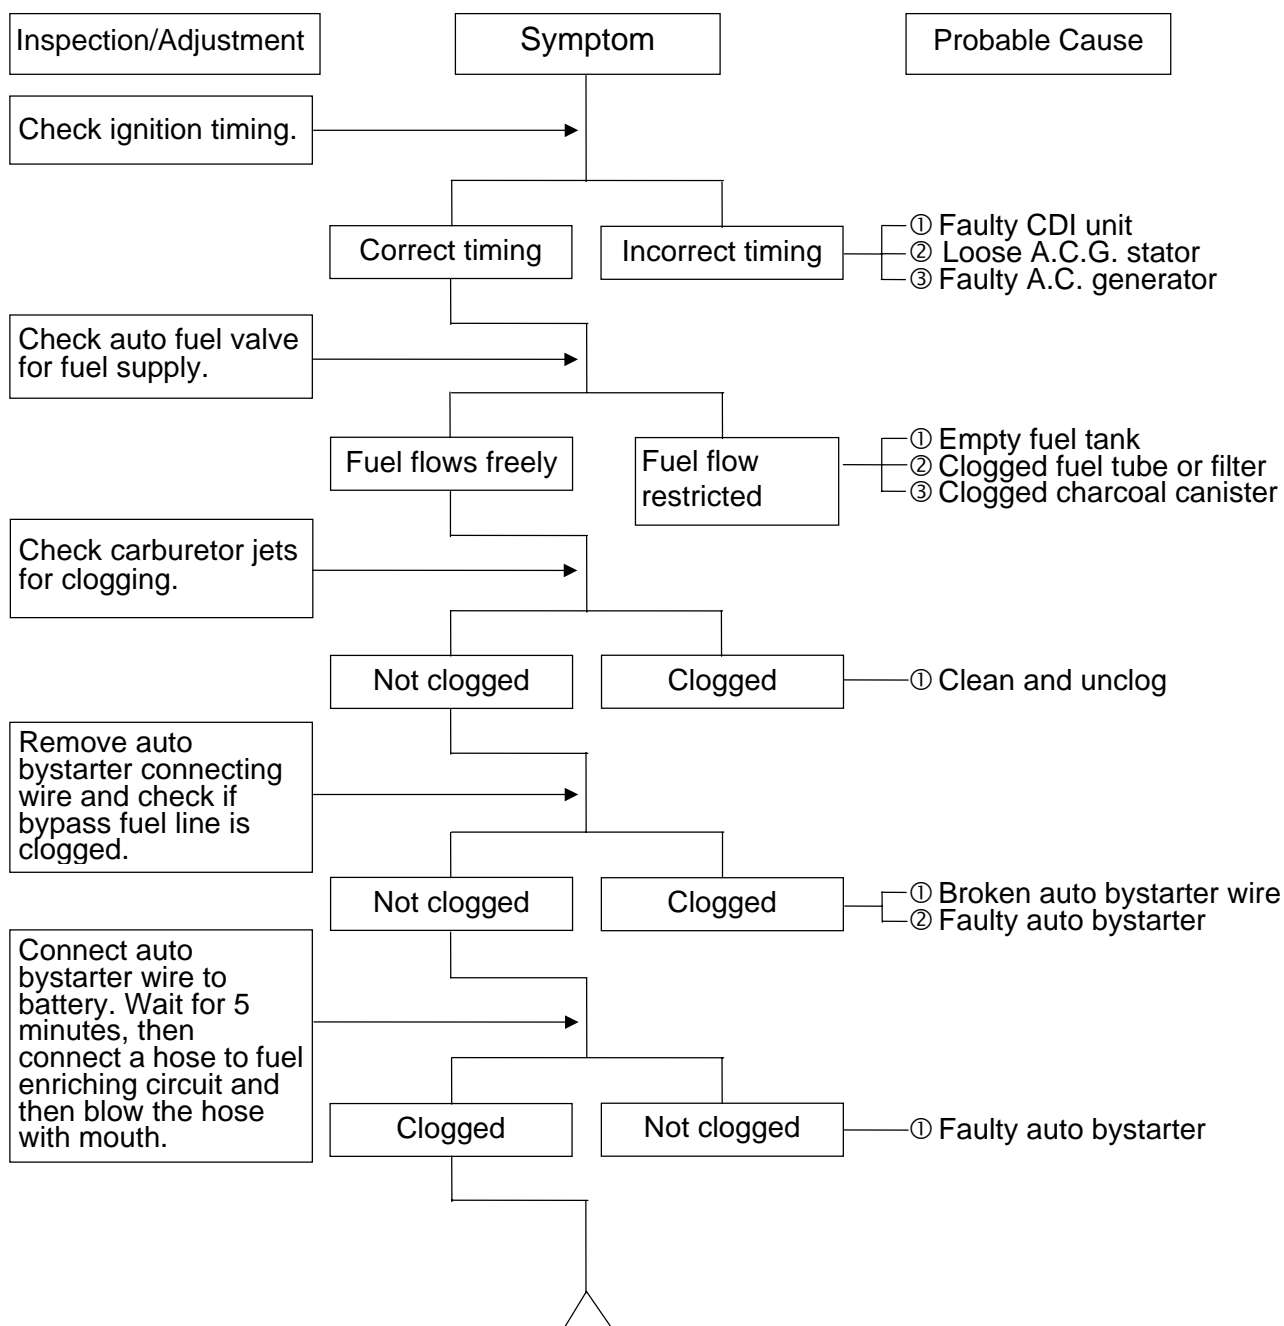 Inspection/Adjustment
Symptom
Probable Cause
Check ignition timing.
Correct timing
Incorrect timing
① Faulty CDI unit
② Loose A.C.G. stator
③ Faulty A.C. generator
Check auto fuel valve
for fuel supply.
Fuel flows freely
Fuel flow
restricted
① Empty fuel tank
② Clogged fuel tube or filter
③ Clogged charcoal canister
Check carburetor jets
for clogging.
Not clogged
Clogged
① Clean and unclog
Remove auto
bystarter connecting
wire and check if
bypass fuel line is
clogged.
Not clogged
Clogged
① Broken auto bystarter wire
② Faulty auto bystarter
Connect auto
bystarter wire to
battery. Wait for 5
minutes, then
connect a hose to fuel
enriching circuit and
then blow the hose
with mouth.
Clogged
Not clogged
① Faulty auto bystarter